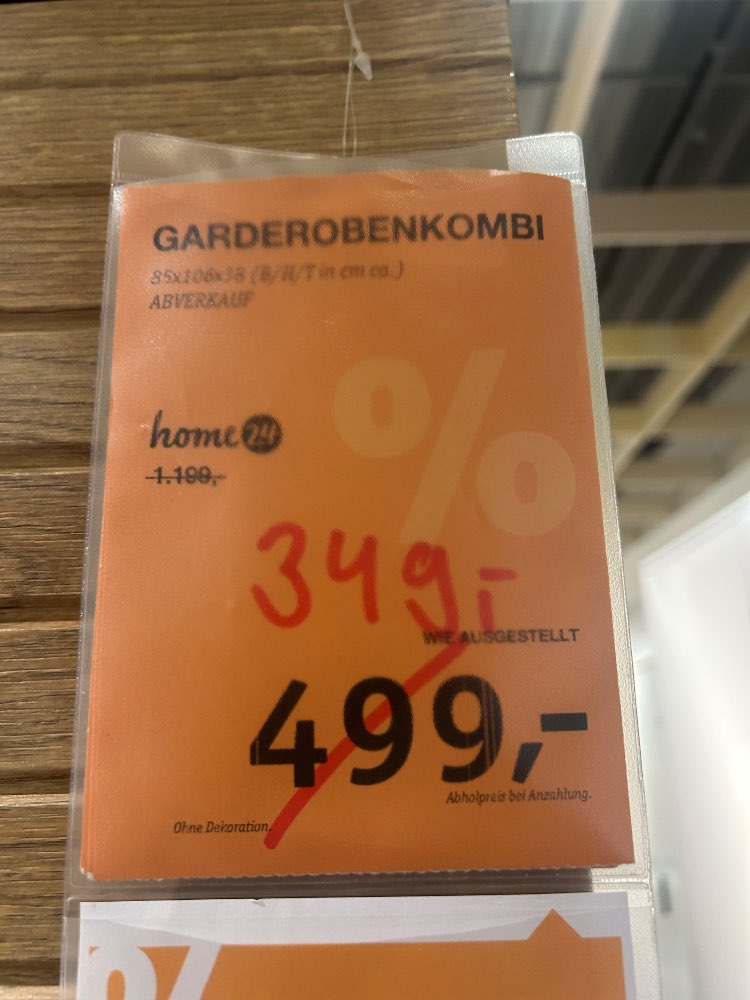 GARDEROBENKOMBI
85x106x38 (B/H/T in cm ca.)
ABVERKAUF
%
home24
1.199,-
349,-
WIE AUSGESTELLT
499,-
Abholpreis bei Anzahlung.
Ohne Dekoration.
%